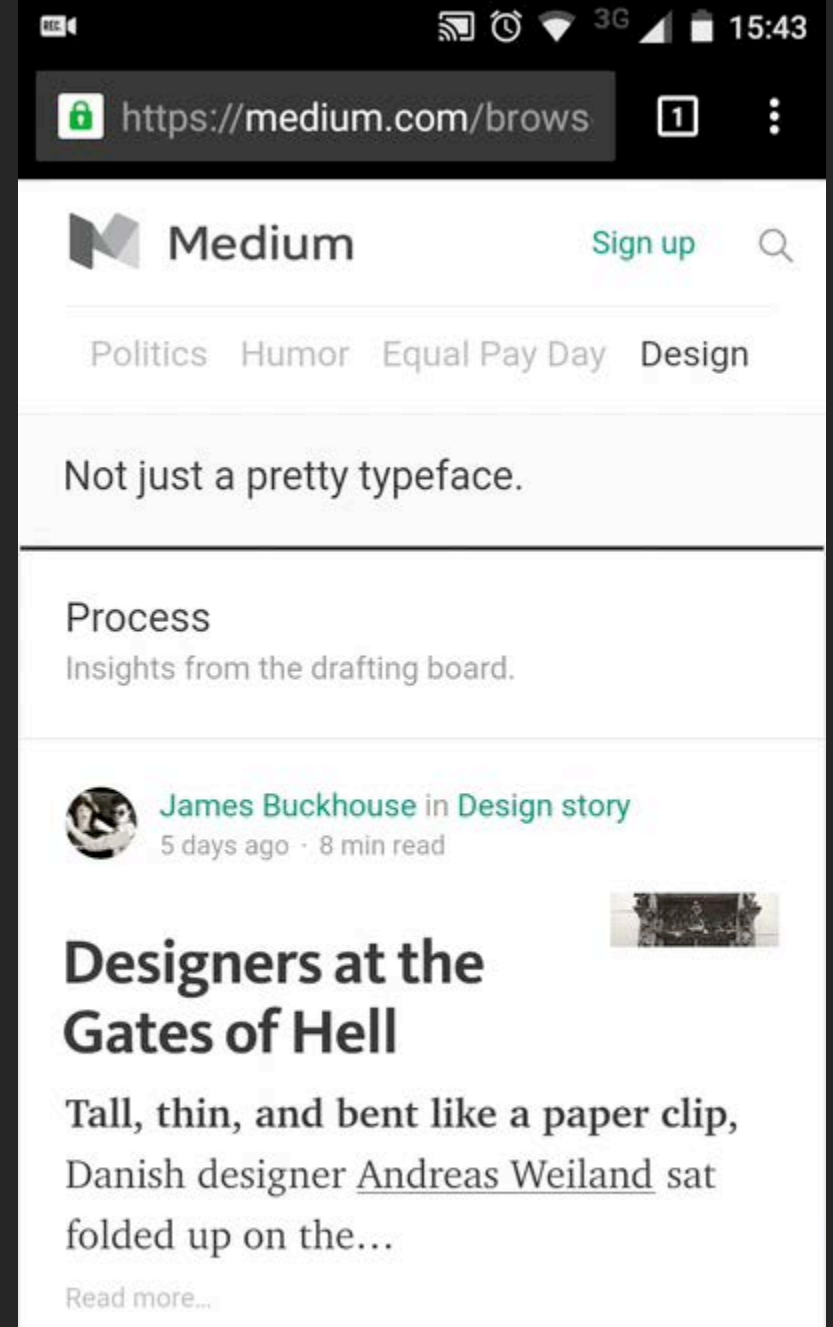 REC.
3G 15:43
https://medium.com/brows
1
Medium
Sign up
Politics Humor Equal Pay Day Design
Not just a pretty typeface.
Process
Insights from the drafting board.
James Buckhouse in Design story
5 days ago · 8 min read
Designers at the
Gates of Hell
Tall, thin, and bent like a paper clip,
Danish designer Andreas Weiland sat
folded up on the…
Read more…